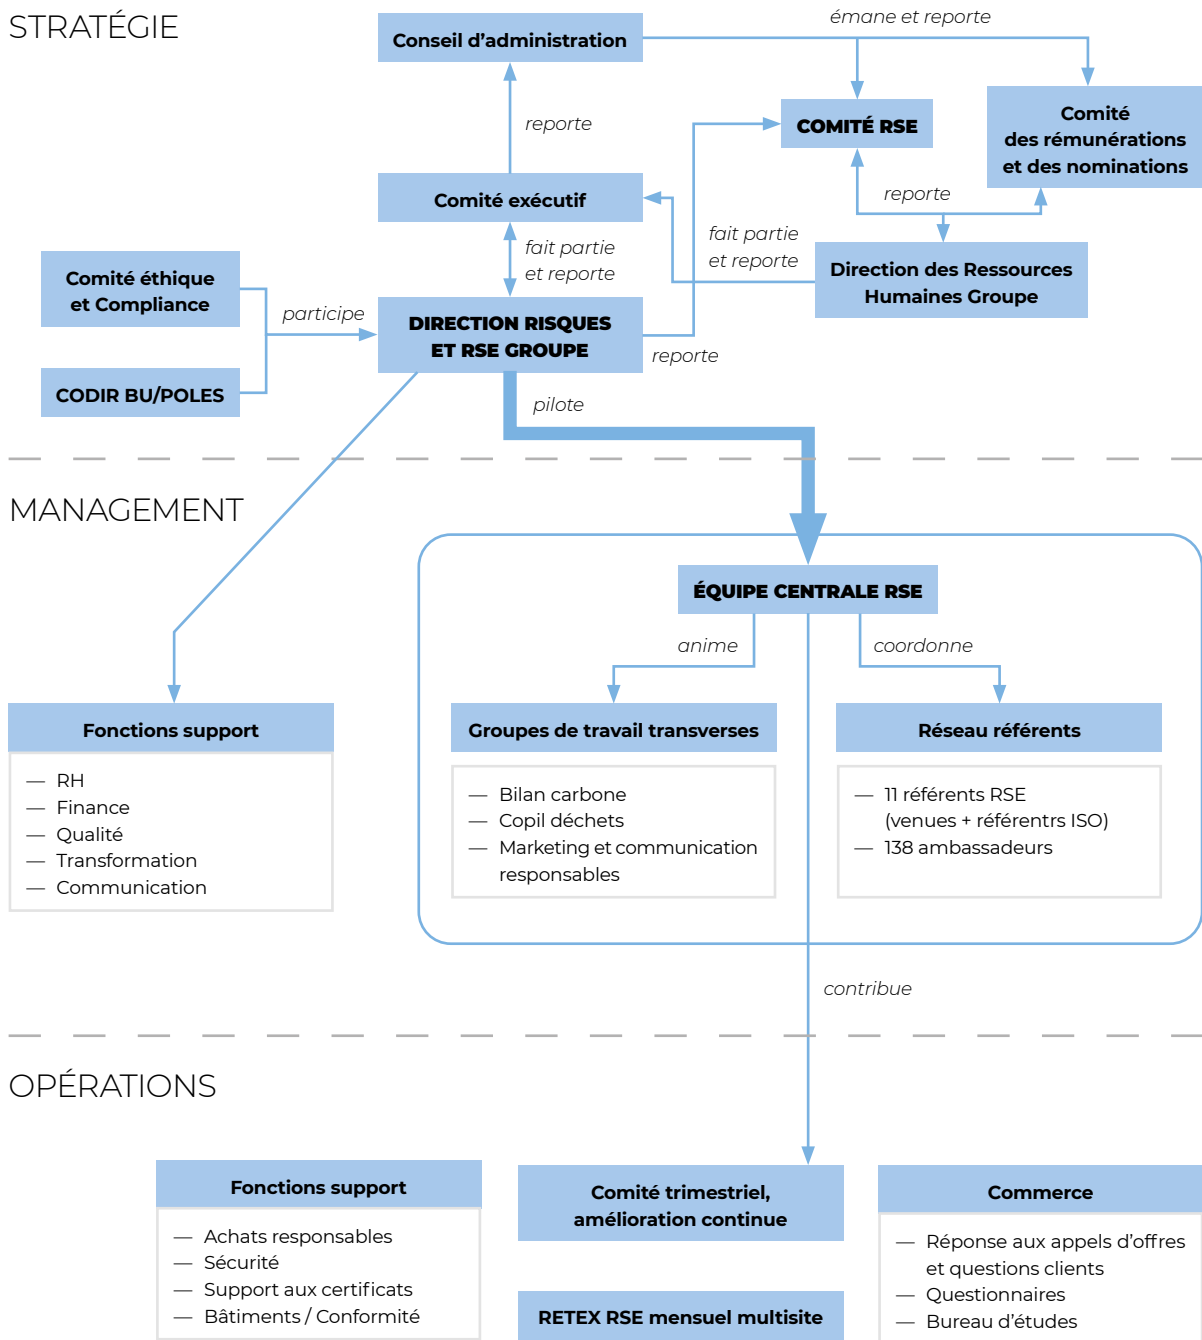 STRATÉGIE
émane et reporte
Conseil d’administration
COMITÉ RSE
Comité
des rémunérations
et des nominations
reporte
Comité exécutif
reporte
fait partie
et reporte
fait partie
et reporte
Direction des Ressources
Humaines Groupe
Comité éthique
et Compliance
participe
DIRECTION RISQUES
ET RSE GROUPE
reporte
CODIR BU/POLES
pilote
MANAGEMENT
ÉQUIPE CENTRALE RSE
anime
coordonne
Fonctions support
— RH
— Finance
— Qualité
— Transformation
— Communication
Groupes de travail transverses
— Bilan carbone
— Copil déchets
— Marketing et communication
responsables
Réseau référents
— 11 référents RSE
(venues + référentrs ISO)
— 138 ambassadeurs
contribue
OPÉRATIONS
Fonctions support
— Achats responsables
— Sécurité
— Support aux certificats
— Bâtiments / Conformité
Comité trimestriel,
amélioration continue
RETEX RSE mensuel multisite
Commerce
— Réponse aux appels d’offres
et questions clients
— Questionnaires
— Bureau d’études